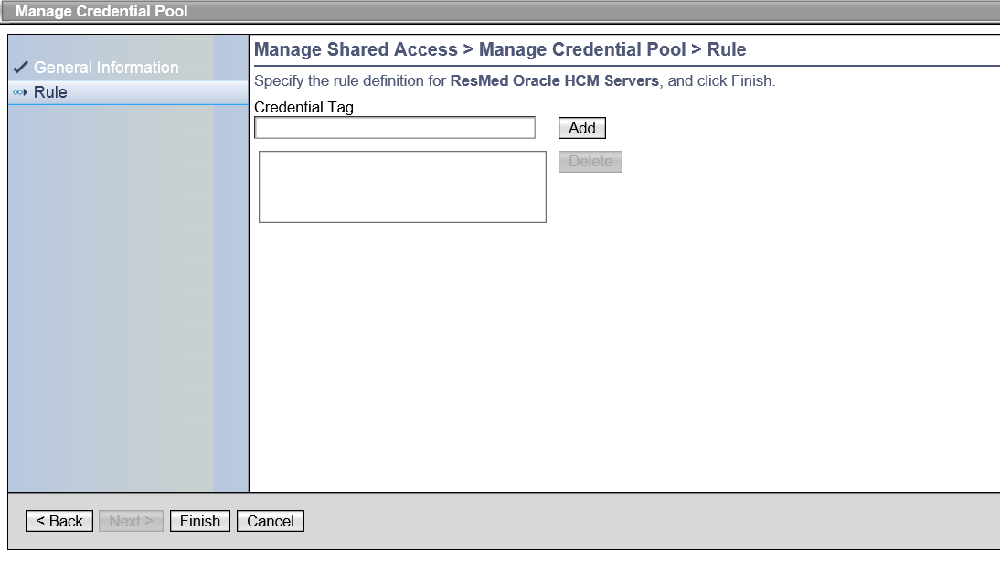 Manage Credential Pool
General Information
Rule
Manage Shared Access > Manage Credential Pool > Rule
Specify the rule definition for ResMed Oracle HCM Servers, and click Finish.
Credential Tag
Add
Delete
< Back Next > Finish Cancel